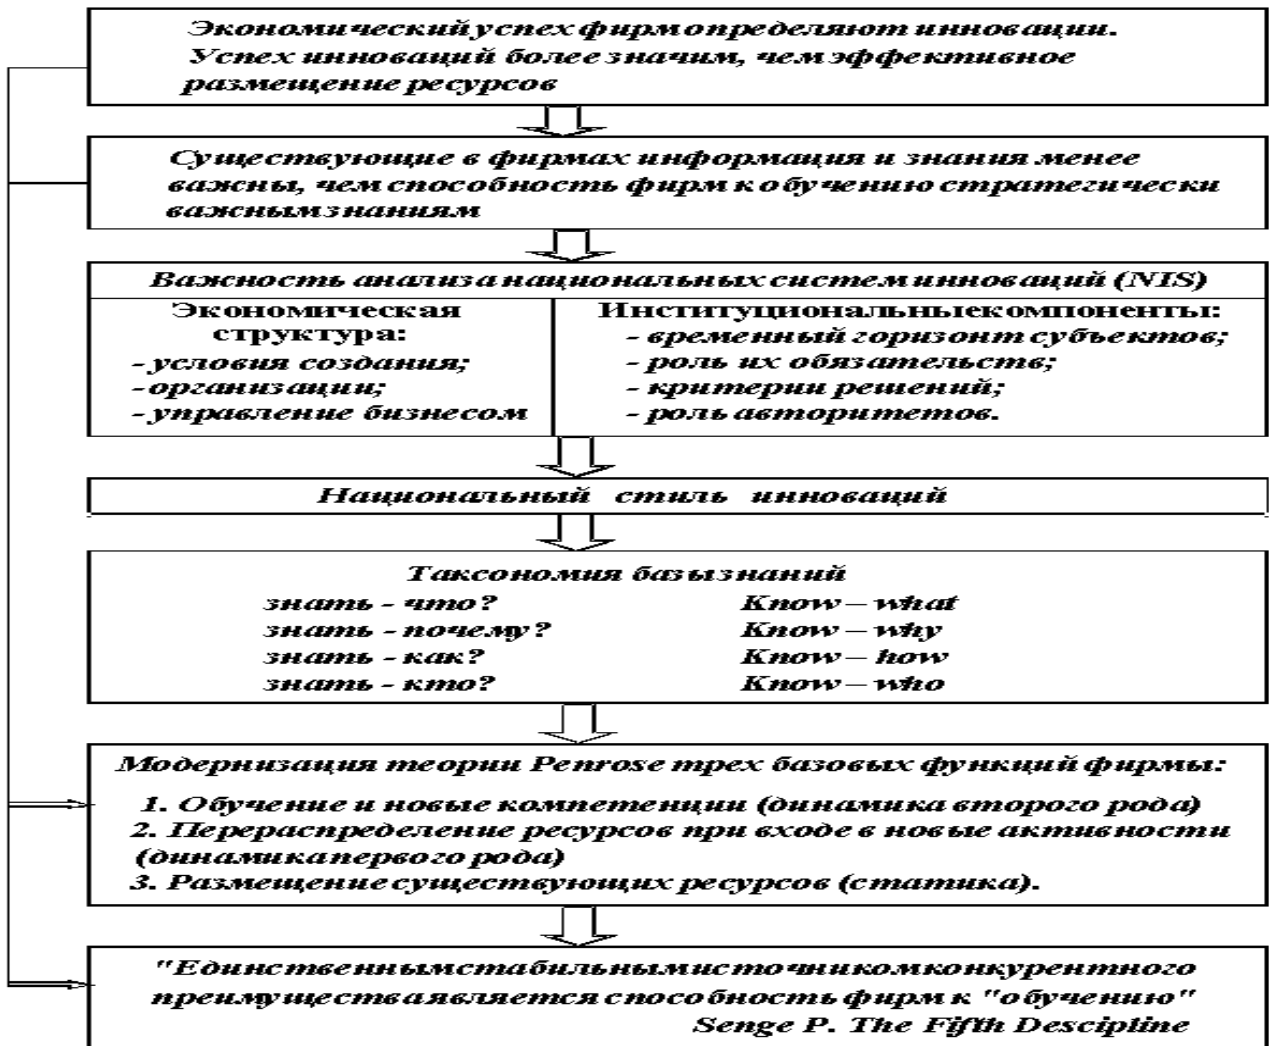 Экономический успех фирм определяют инновации.
Успех инноваций более значим, чем эффективное
размещение ресурсов
Существующие в фирмах информация и знания менее
важны, чем способность фирм к обучению стратегически
важным знаниям
Важность анализа национальных систем инноваций (NIS)
Экономическая
структура:
- условия создания;
- организации;
- управление бизнесом
Институциональные компоненты:
- временный горизонт субъектов;
- роль их обязательств;
- критерии решений;
- роль авторитетов.
Национальный стиль инноваций
Таксономия базы знаний
знать - что? Know – what
знать - почему? Know – why
знать - как? Know – how
знать - кто? Know – who
Модернизация теории Penrose трех базовых функций фирмы:
1. Обучение и новые компетенции (динамика второго рода)
2. Перераспределение ресурсов при входе в новые активности
(динамика первого рода)
3. Размещение существующих ресурсов (статика).
"Единственным стабильным источником конкурентного
преимущества является способность фирм к "обучению"
Senge P. The Fifth Descipline